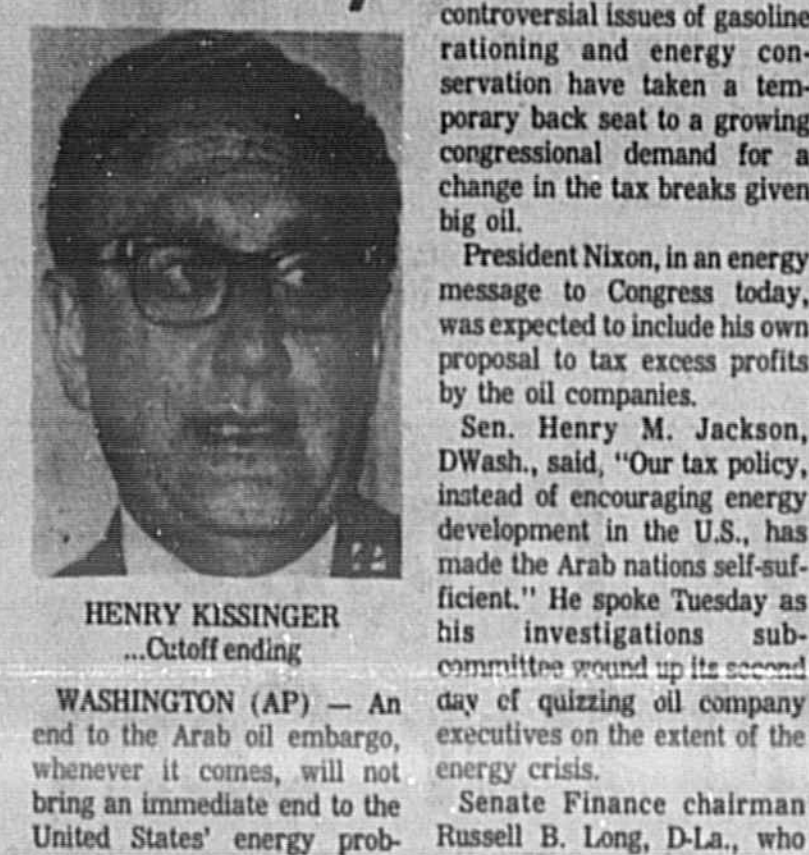 HENRY KISSINGER
...Cutoff ending
WASHINGTON (AP) — An
end to the Arab oil embargo,
whenever it comes, will not
bring an immediate end to the
United States' energy prob-
controversial issues of gasoline
rationing and energy con-
servation have taken a tem-
porary back seat to a growing
congressional demand for a
change in the tax breaks given
big oil.
President Nixon, in an energy
message to Congress today,
was expected to include his own
proposal to tax excess profits
by the oil companies.
Sen. Henry M. Jackson,
DWash., said, "Our tax policy,
instead of encouraging energy
development in the U.S., has
made the Arab nations self-suf-
ficient." He spoke Tuesday as
his investigations sub-
committee wound up its second
day of quizzing oil company
executives on the extent of the
energy crisis.
Senate Finance chairman
Russell B. Long, D-La., who